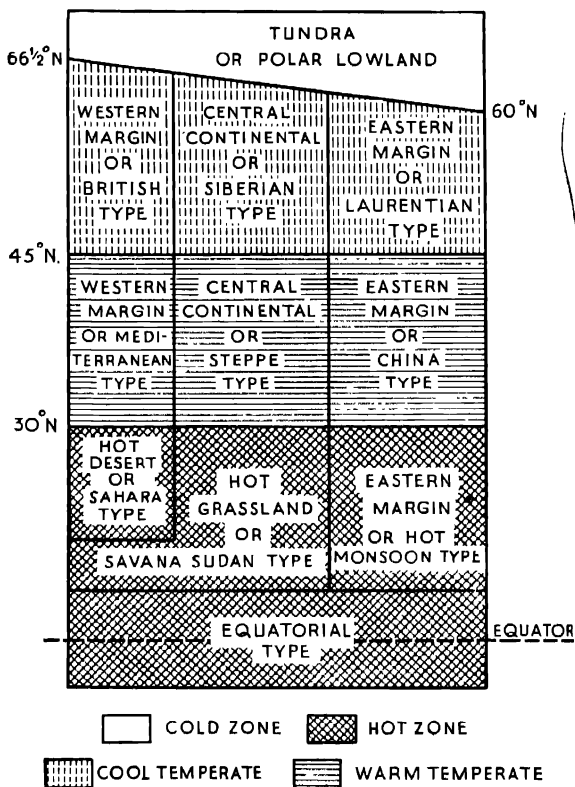 TUNDRA
OR POLAR LOWLAND
66½°N
60°N
WESTERN
MARGIN
OR
BRITISH
TYPE
CENTRAL
CONTINENTAL
OR
SIBERIAN
TYPE
EASTERN
MARGIN
OR
LAURENTIAN
TYPE
45°N.
WESTERN
MARGIN
OR MEDI-
TERRANEAN
TYPE
CENTRAL
CONTINENTAL
OR
STEPPE
TYPE
EASTERN
MARGIN
OR
CHINA
TYPE
30°N
HOT
DESERT
OR
SAHARA
TYPE
HOT
GRASSLAND
OR
SAVANA SUDAN TYPE
EASTERN
MARGIN
OR HOT
MONSOON TYPE
EQUATORIAL
TYPE
EQUATOR
COLD ZONE
HOT ZONE
COOL TEMPERATE
WARM TEMPERATE